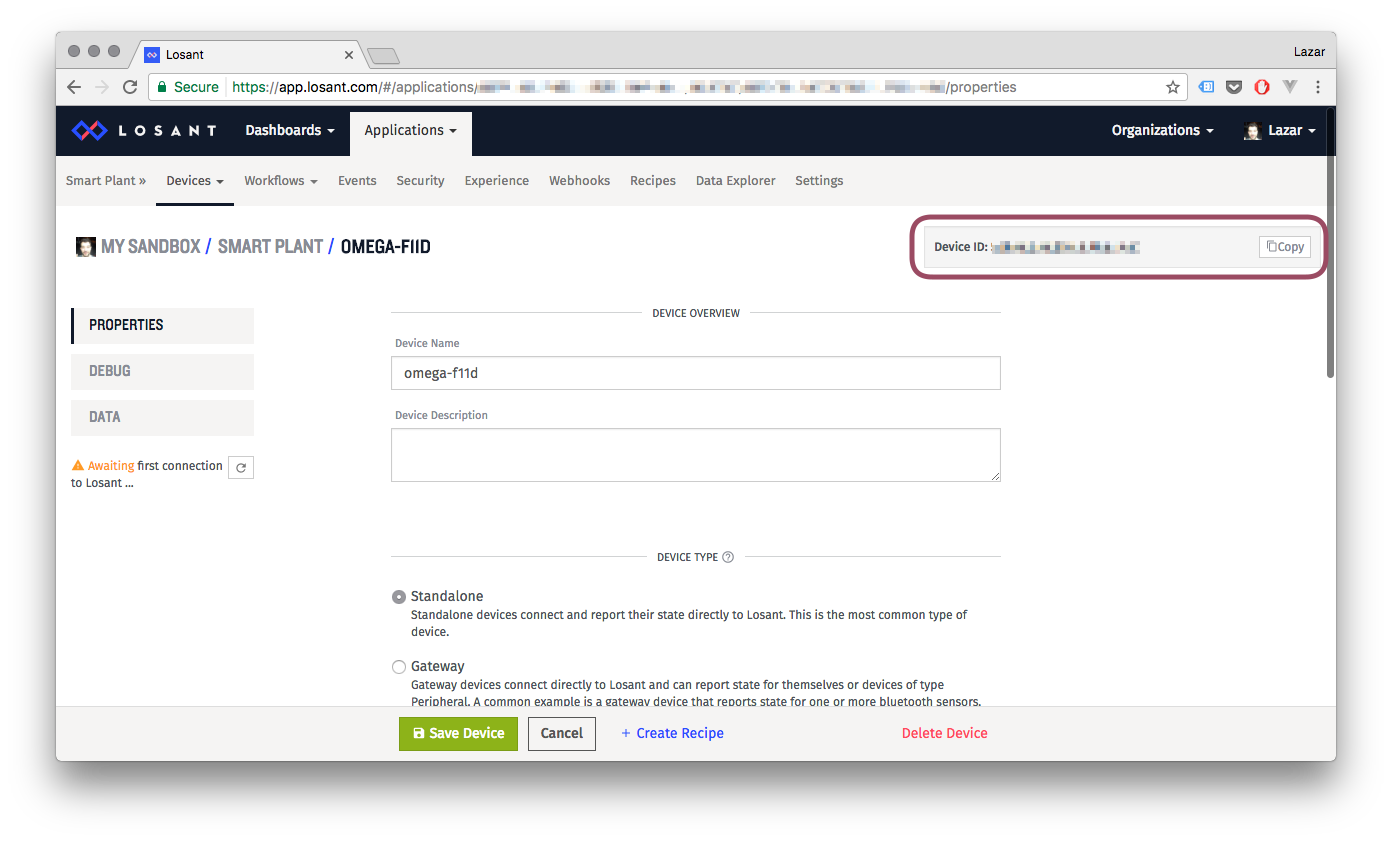 Losant
Lazar
Secure https://app.losant.com/#/applications/ /properties
LOSANT Dashboards Applications Organizations Lazar
Smart Plant » Devices Workflows Events Security Experience Webhooks Recipes Data Explorer Settings
MY SANDBOX / SMART PLANT / OMEGA-F11D
Device ID: Copy
PROPERTIES
DEBUG
DATA
Awaiting first connection
to Losant ...
DEVICE OVERVIEW
Device Name
omega-f11d
Device Description
DEVICE TYPE ?
Standalone
Standalone devices connect and report their state directly to Losant. This is the most common type of
device.
Gateway
Gateway devices connect directly to Losant and can report state for themselves or devices of type
Peripheral. A common example is a gateway device that reports state for one or more bluetooth sensors.
Save Device Cancel + Create Recipe Delete Device